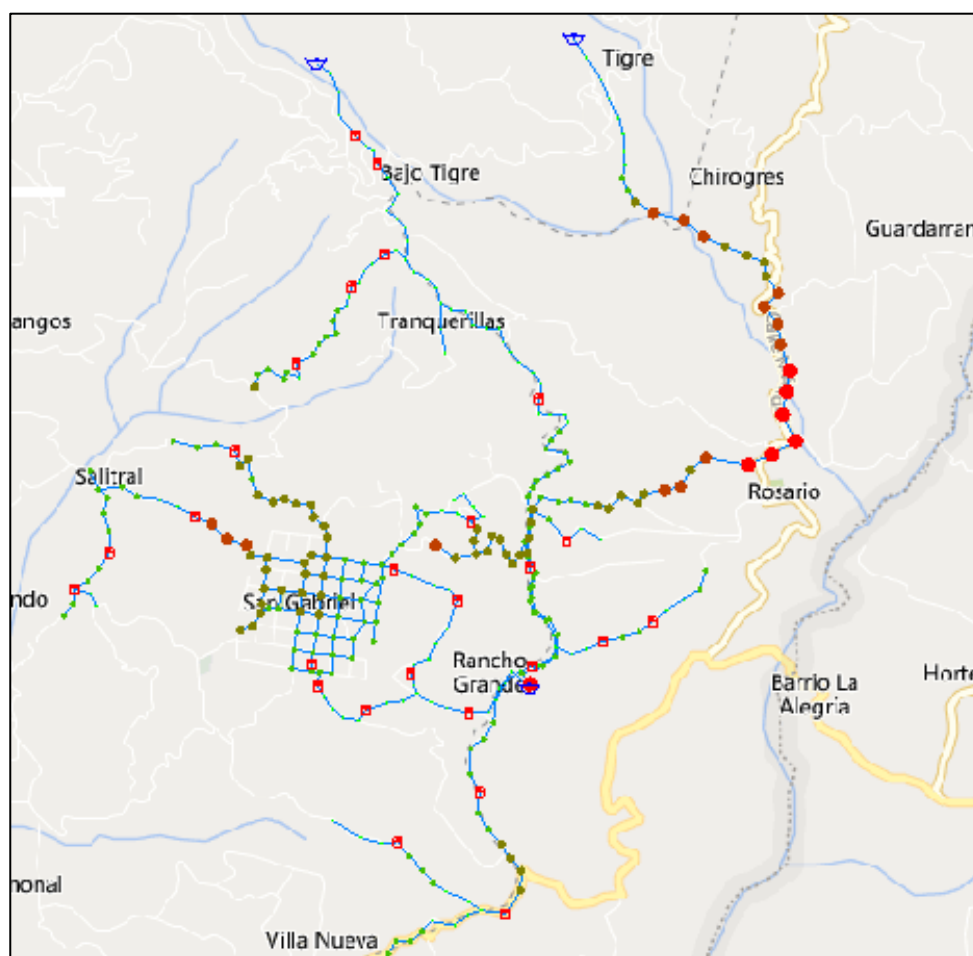 Tigre
Bajo Tigre
Chirogres
Guardarran
angos
Tranquerillas
Salitral
Rosario
ndo
San Gabriel
Rancho
Grande
Barrio La
Alegria
Horte
nonal
Villa Nueva